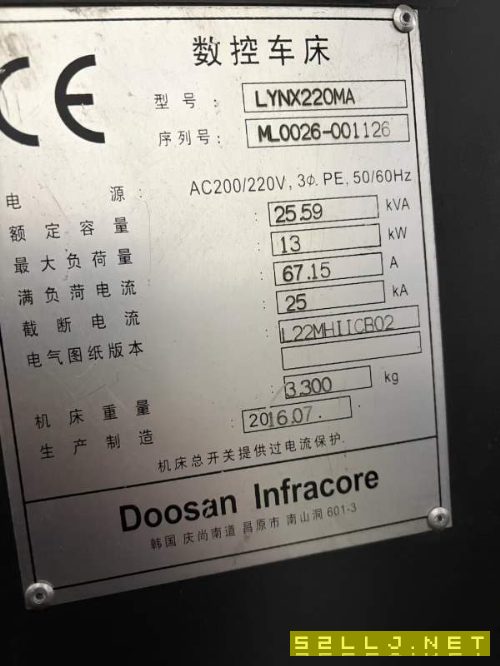 CE
数控车床
型号: LYNX220MA
序列号: ML0026-001126
电源: AC200/220V, 3Φ. PE, 50/60Hz
额定容量: 25.59 kVA
最大负荷量: 13 kW
满负荷电流: 67.15 A
截断电流: 25 kA
电气图纸版本: L22MHIICB02
机床重量: 3.300 kg
生产制造: 2016.07.
机床总开关提供过电流保护.
Doosan Infracore
韩国 庆尚南道 昌原市 南山洞 601-3
52LLJ.NET